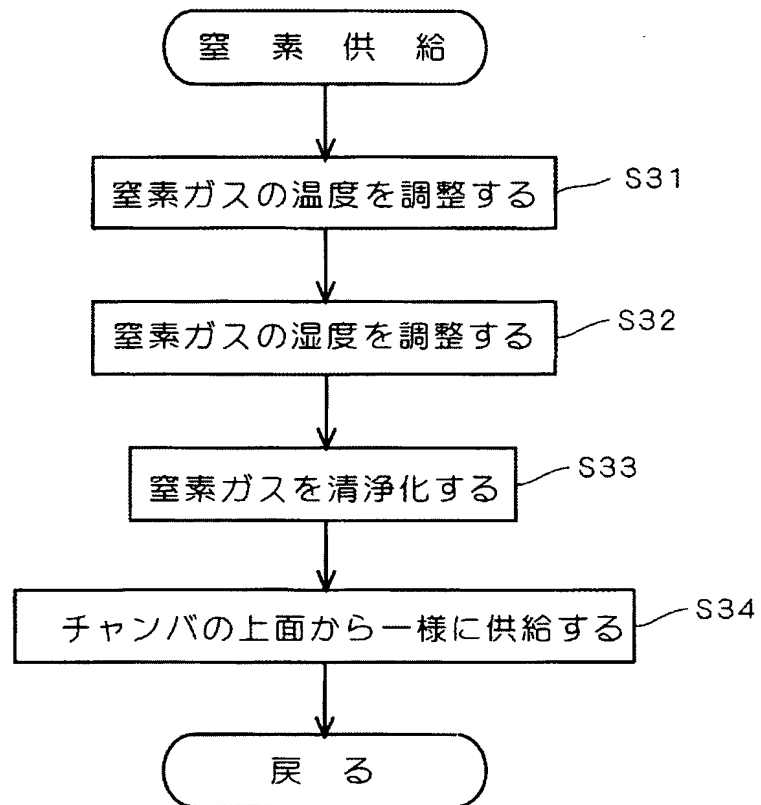 窒素供給
窒素ガスの温度を調整する
S31
窒素ガスの湿度を調整する
S32
窒素ガスを清浄化する
S33
チャンバの上面から一様に供給する
S34
戻る